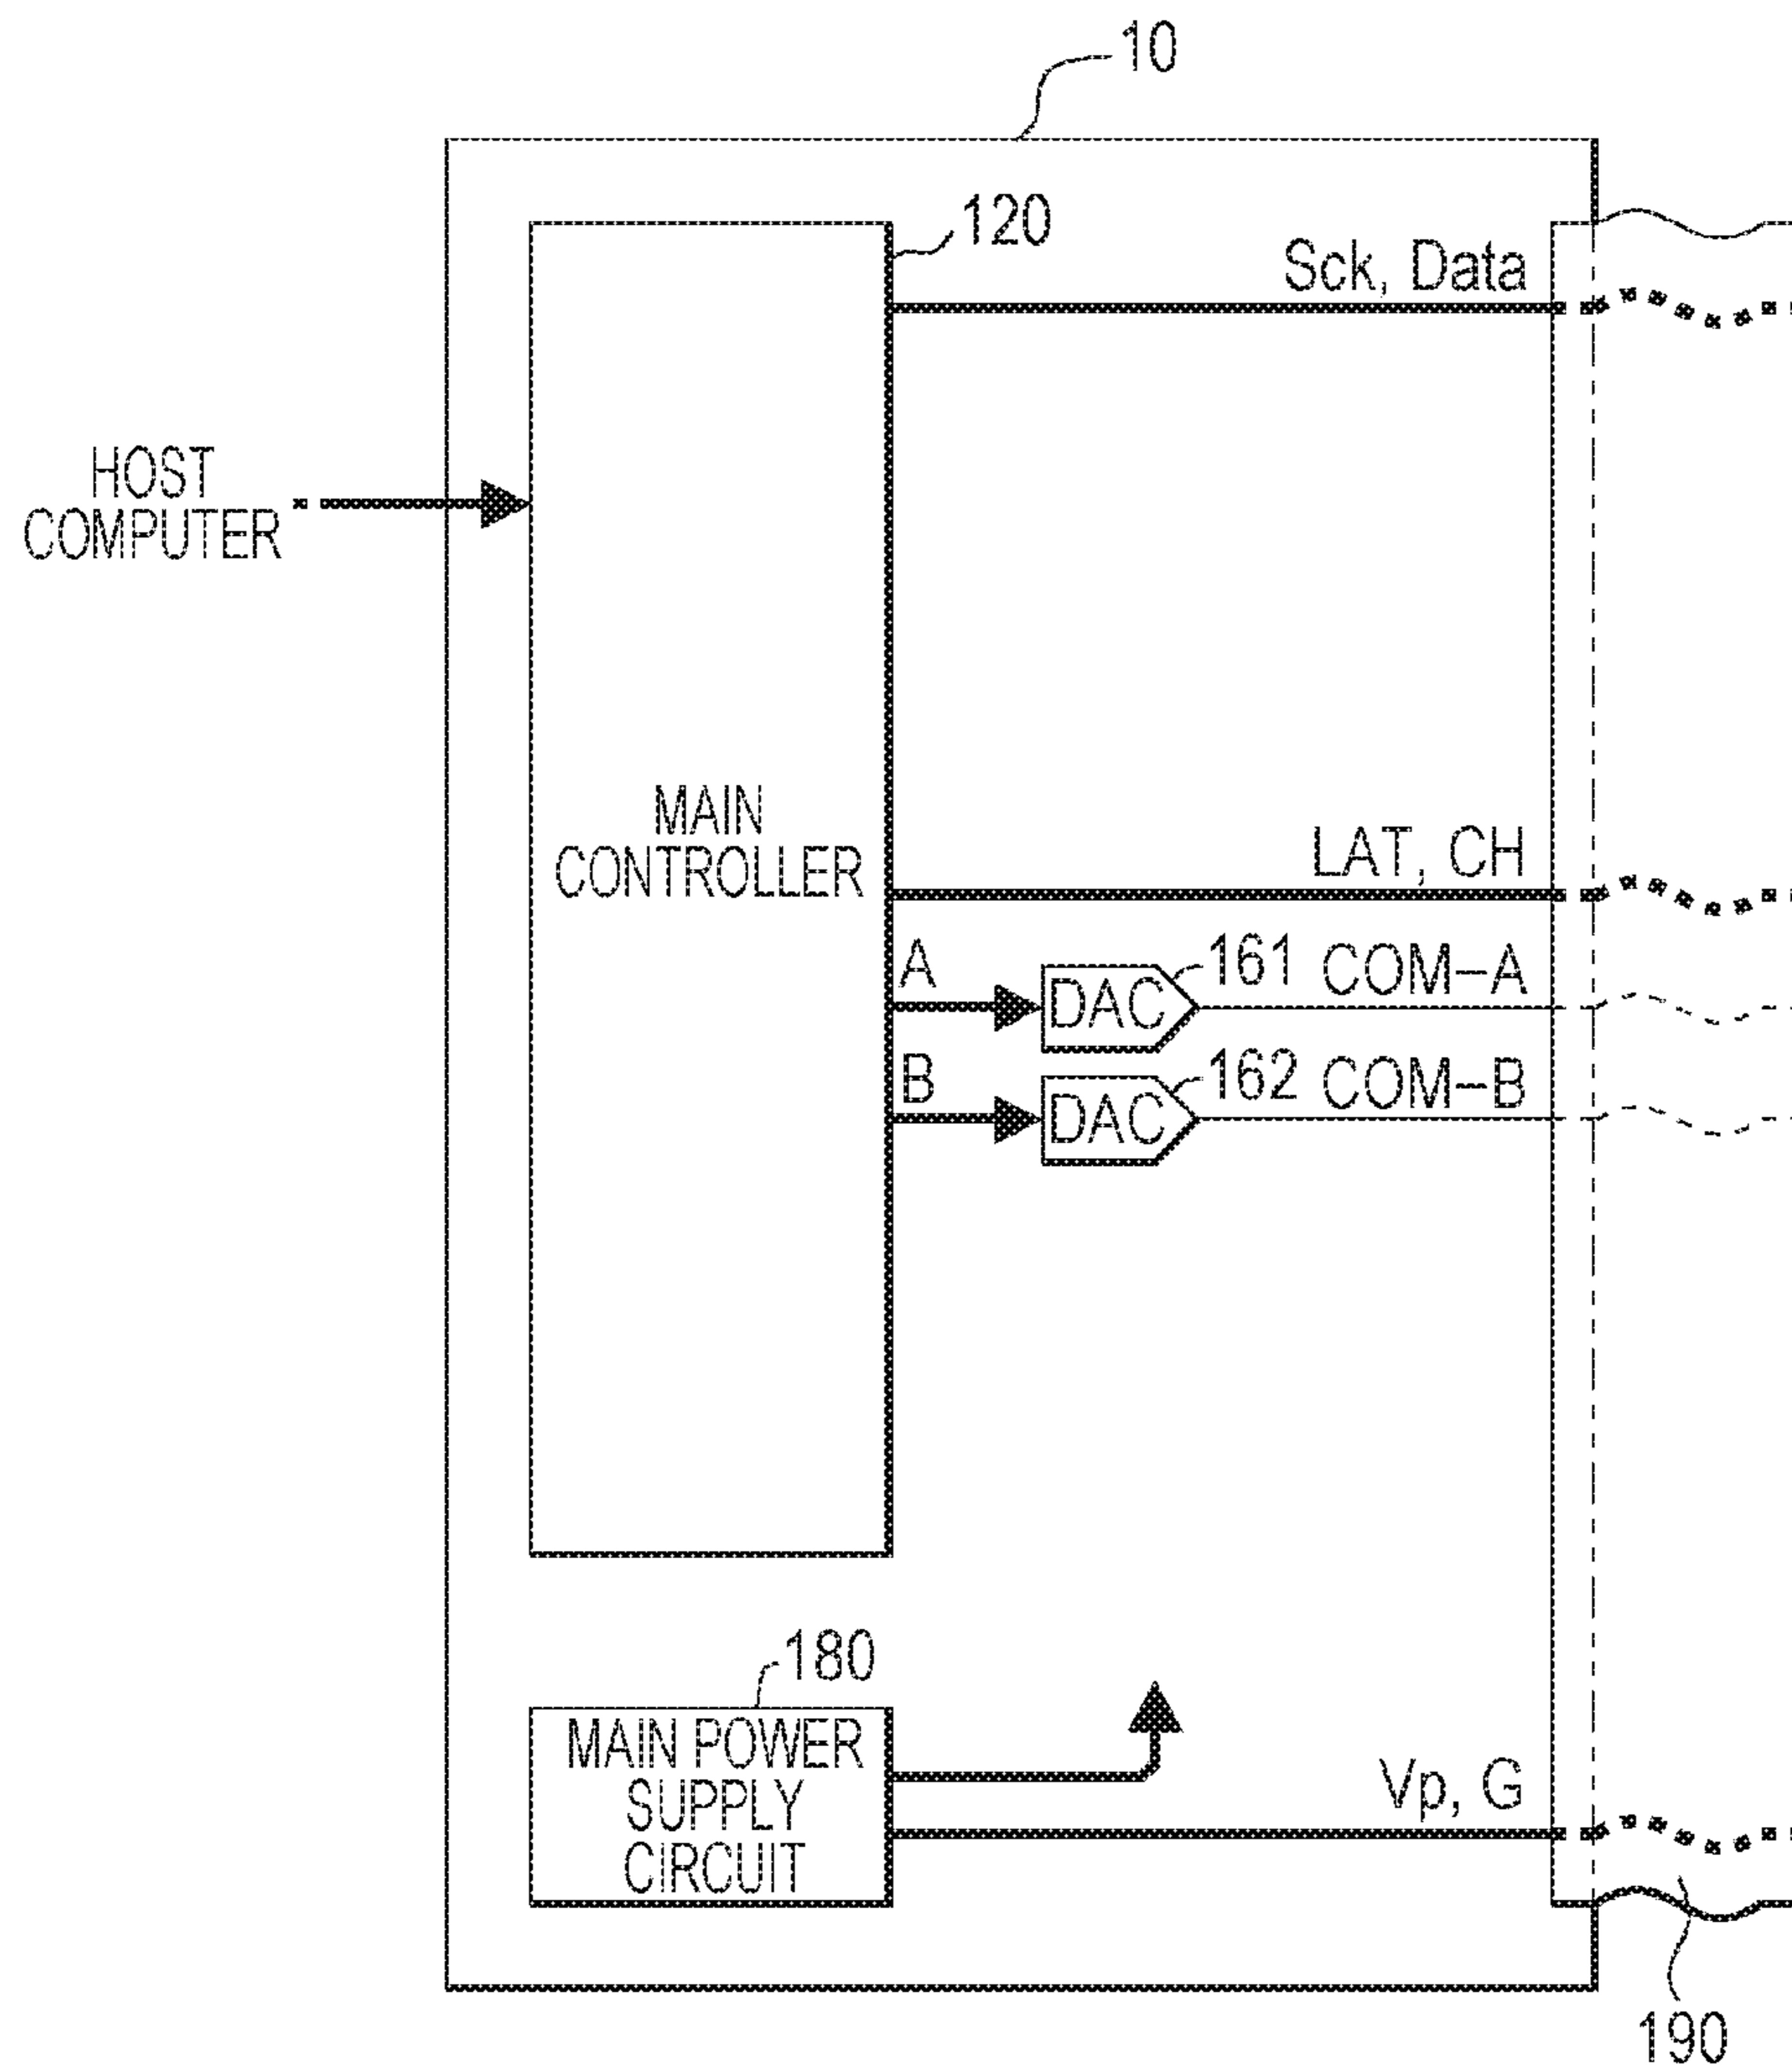 10
120
Sck, Data
HOST
COMPUTER
MAIN
CONTROLLER
LAT, CH
A
DAC
161
COM–A
B
DAC
162
COM–B
180
MAIN POWER
SUPPLY
CIRCUIT
Vp, G
190